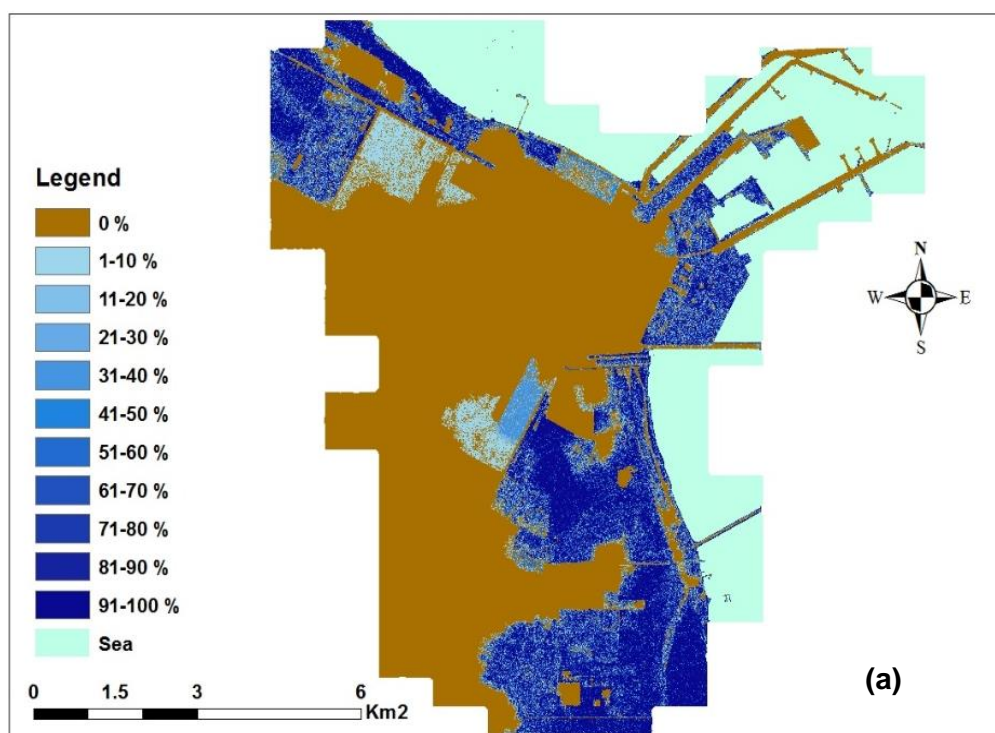 Legend
0 %
1-10 %
11-20 %
21-30 %
31-40 %
41-50 %
51-60 %
61-70 %
71-80 %
81-90 %
91-100 %
Sea
N
W E
S
0 1.5 3 6
Km2
(a)